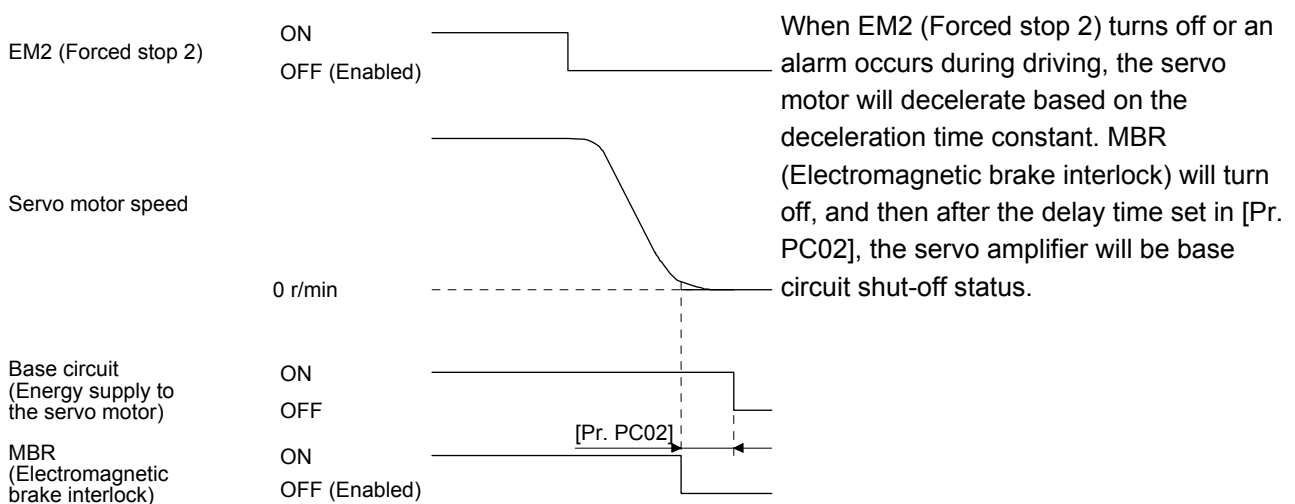 EM2 (Forced stop 2)
ON
OFF (Enabled)
When EM2 (Forced stop 2) turns off or an
alarm occurs during driving, the servo
motor will decelerate based on the
deceleration time constant. MBR
(Electromagnetic brake interlock) will turn
off, and then after the delay time set in [Pr.
PC02], the servo amplifier will be base
circuit shut-off status.
Servo motor speed
0 r/min
Base circuit
(Energy supply to
the servo motor)
ON
OFF
[Pr. PC02]
MBR
(Electromagnetic
brake interlock)
ON
OFF (Enabled)